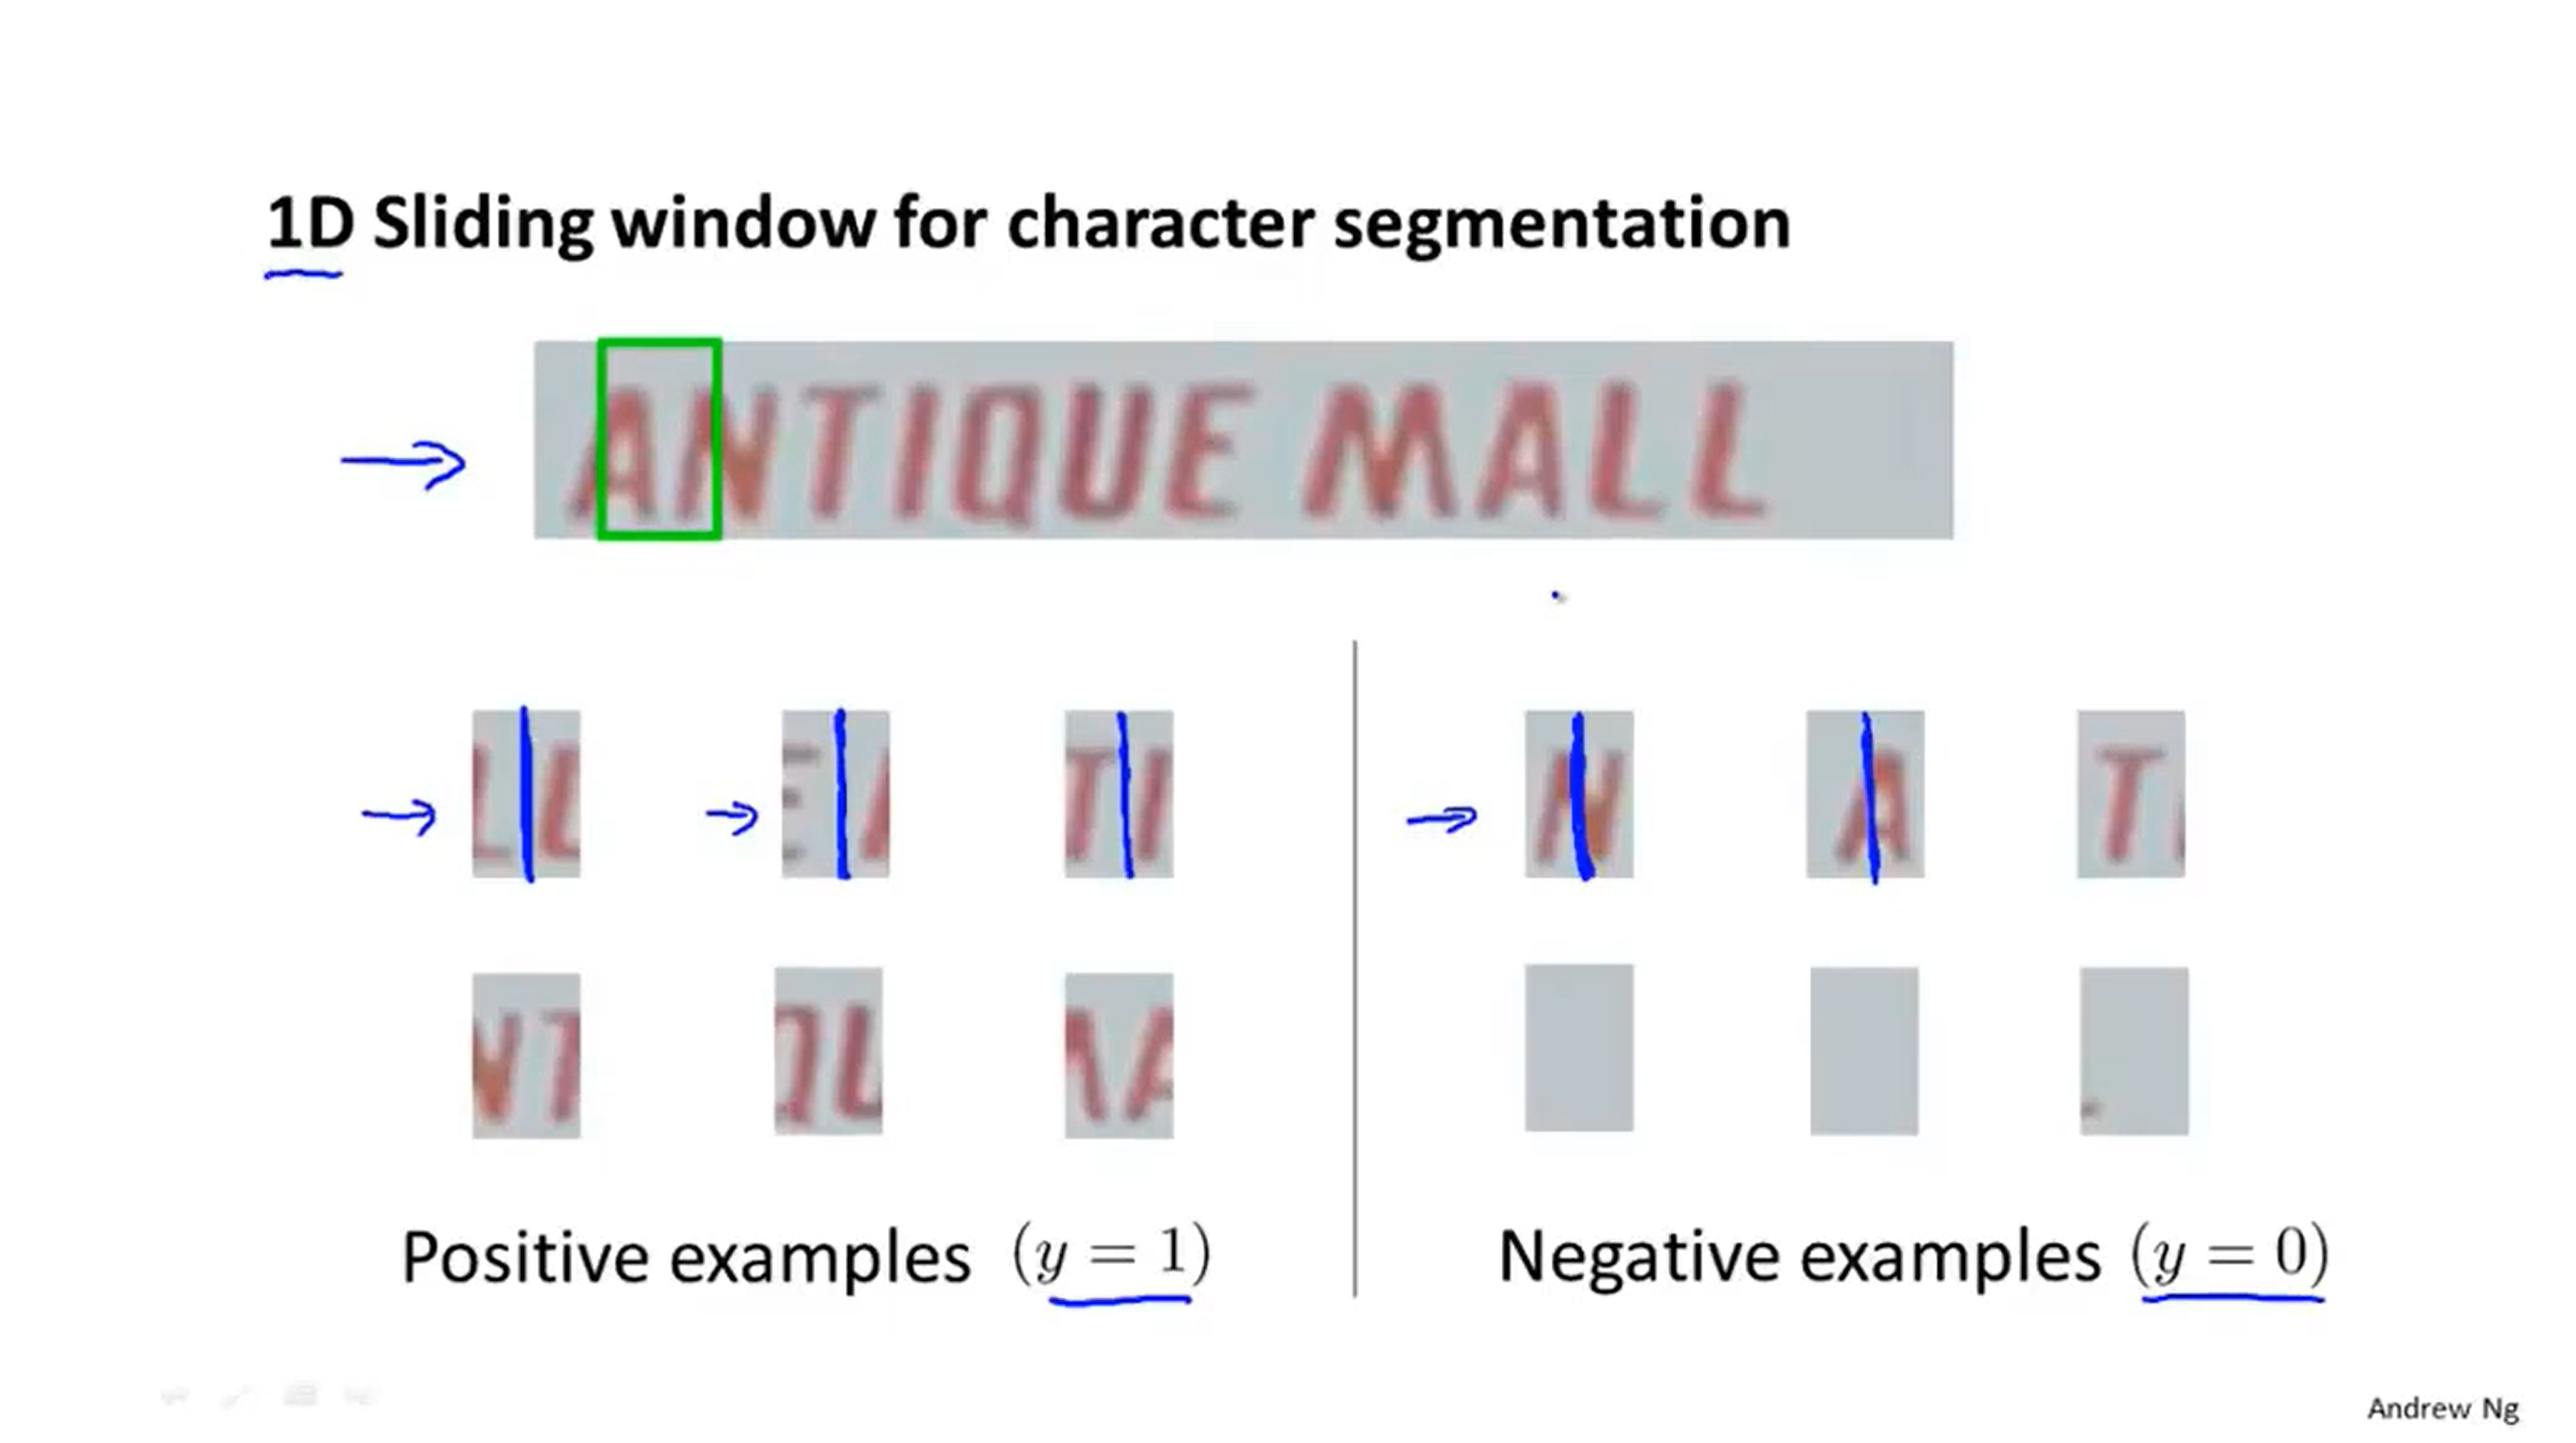 1D Sliding window for character segmentation
ANTIQUE MALL
Positive examples (y = 1)
Negative examples (y = 0)
Andrew Ng